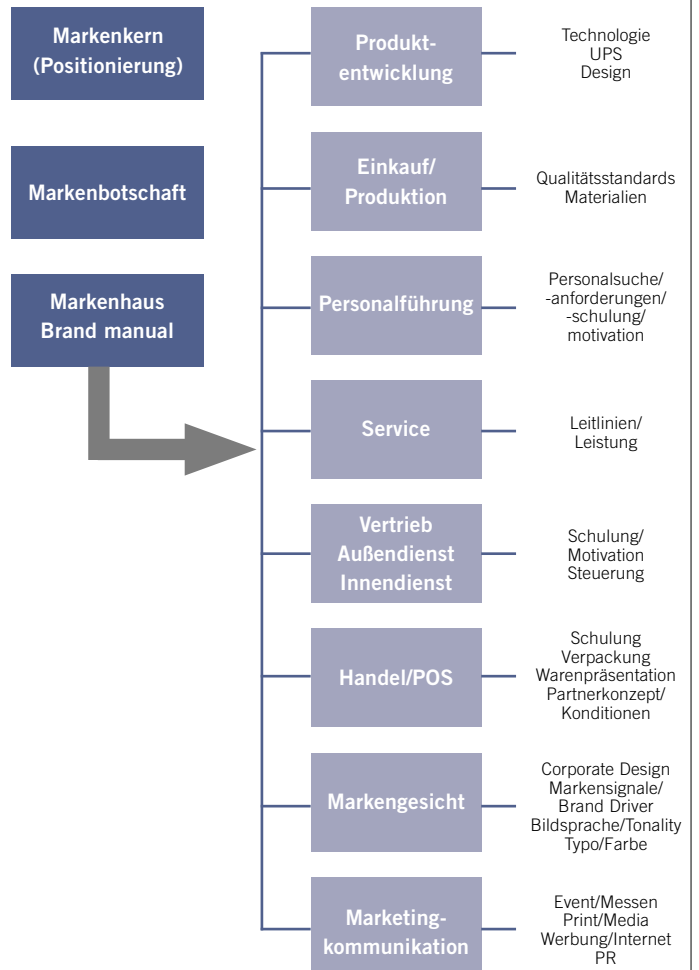 Markenkern
(Positionierung)
Markenbotschaft
Markenhaus
Brand manual
Produkt-
entwicklung
Technologie
UPS
Design
Einkauf/
Produktion
Qualitätsstandards
Materialien
Personalführung
Personalsuche/
-anforderungen/
-schulung/
motivation
Service
Leitlinien/
Leistung
Vertrieb
Außendienst
Innendienst
Schulung/
Motivation
Steuerung
Handel/POS
Schulung
Verpackung
Warenpräsentation
Partnerkonzept/
Konditionen
Markengesicht
Corporate Design
Markensignale/
Brand Driver
Bildsprache/Tonality
Typo/Farbe
Marketing-
kommunikation
Event/Messen
Print/Media
Werbung/Internet
PR